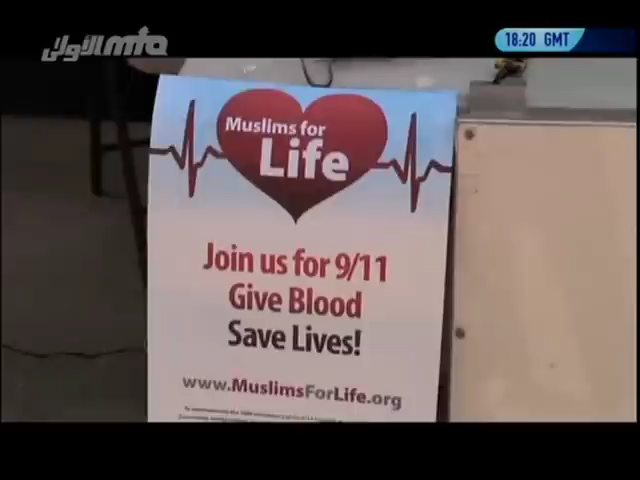 mta الأولى
18:20 GMT
Muslims for
Life
Join us for 9/11
Give Blood
Save Lives!
www.MuslimsForLife.org